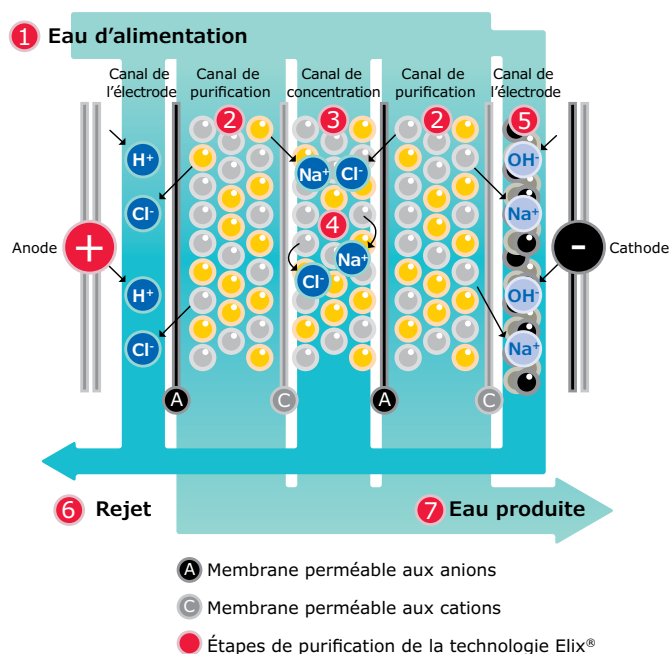 1 Eau d’alimentation
Canal de
l’électrode
Canal de
purification
Canal de
concentration
Canal de
purification
Canal de
l’électrode
2
3
2
5
H+
Na+
Cl-
OH-
Cl-
Na+
4
Anode
+
-
Cathode
Na+
Cl-
H+
OH-
Cl-
Na+
A
C
A
C
6 Rejet
7 Eau produite
A Membrane perméable aux anions
C Membrane perméable aux cations
Étapes de purification de la technologie Elix®